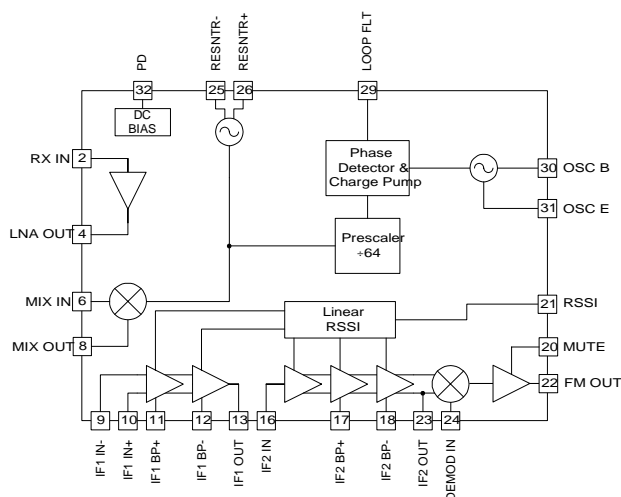 PD
RESNTR-
RESNTR+
LOOP FLT
32
25
26
29
DC
BIAS
RX IN
2
Phase
Detector &
Charge Pump
30
OSC B
31
OSC E
LNA OUT
4
Prescaler
÷64
MIX IN
6
Linear
RSSI
21
RSSI
MIX OUT
8
20
MUTE
22
FM OUT
9
10
11
12
13
16
17
18
23
24
IF1 IN-
IF1 IN+
IF1 BP+
IF1 BP-
IF1 OUT
IF2 IN
IF2 BP+
IF2 BP-
IF2 OUT
DEMOD IN